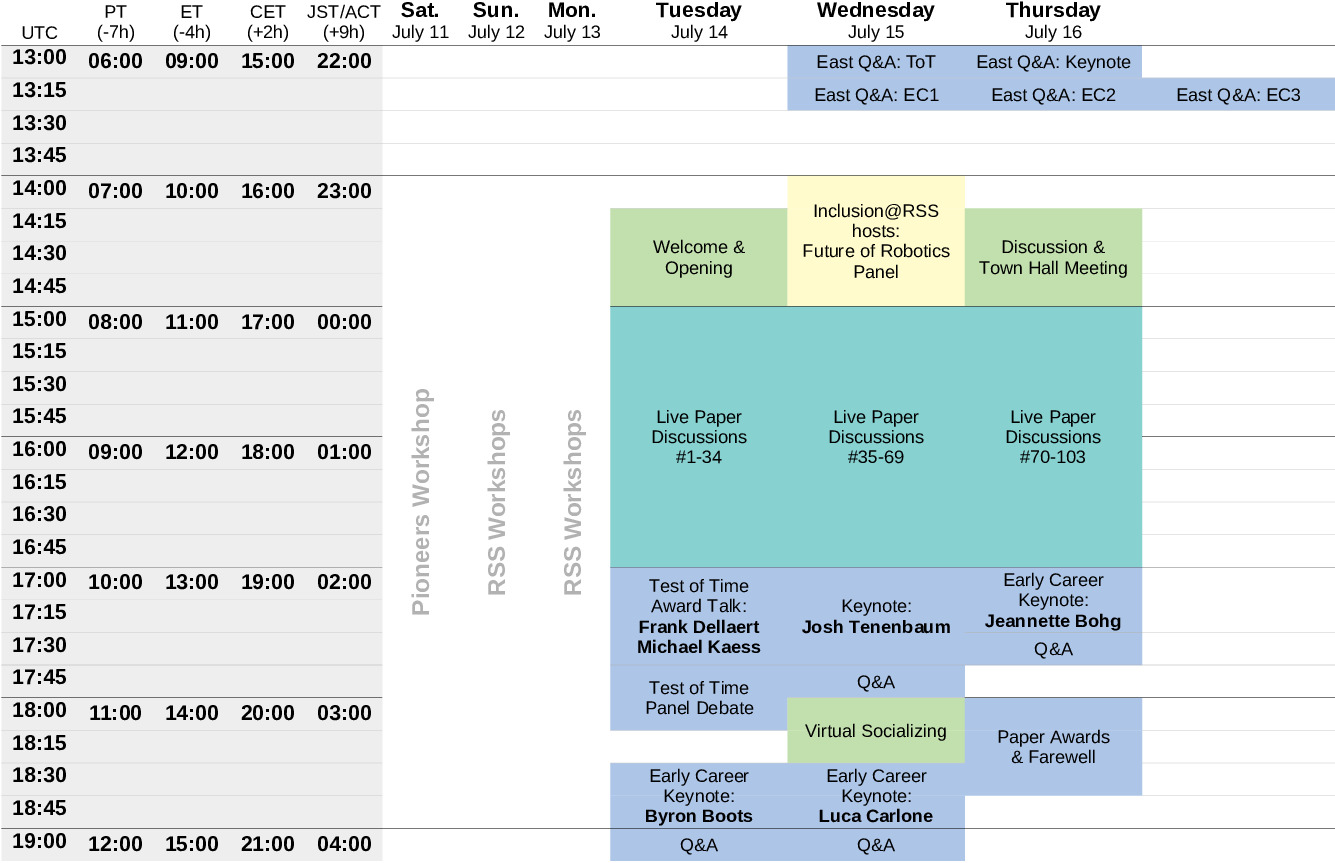 UTC
PT
(-7h)
ET
(-4h)
CET
(+2h)
JST/ACT
(+9h)
Sat.
July 11
Sun.
July 12
Mon.
July 13
Tuesday
July 14
Wednesday
July 15
Thursday
July 16
13:00 06:00 09:00 15:00 22:00
East Q&A: ToT
East Q&A: Keynote
13:15
East Q&A: EC1
East Q&A: EC2
East Q&A: EC3
13:30
13:45
14:00 07:00 10:00 16:00 23:00
14:15
14:30
14:45
Welcome &
Opening
Inclusion@RSS
hosts:
Future of Robotics
Panel
Discussion &
Town Hall Meeting
15:00 08:00 11:00 17:00 00:00
15:15
15:30
15:45
16:00 09:00 12:00 18:00 01:00
16:15
16:30
16:45
Pioneers Workshop
RSS Workshops
RSS Workshops
Live Paper
Discussions
#1-34
Live Paper
Discussions
#35-69
Live Paper
Discussions
#70-103
17:00 10:00 13:00 19:00 02:00
17:15
17:30
17:45
Test of Time
Award Talk:
Frank Dellaert
Michael Kaess
Keynote:
Josh Tenenbaum
Early Career
Keynote:
Jeannette Bohg
Q&A
Test of Time
Panel Debate
Q&A
18:00 11:00 14:00 20:00 03:00
18:15
Virtual Socializing
Paper Awards
& Farewell
18:30
18:45
Early Career
Keynote:
Byron Boots
Early Career
Keynote:
Luca Carlone
19:00 12:00 15:00 21:00 04:00
Q&A
Q&A